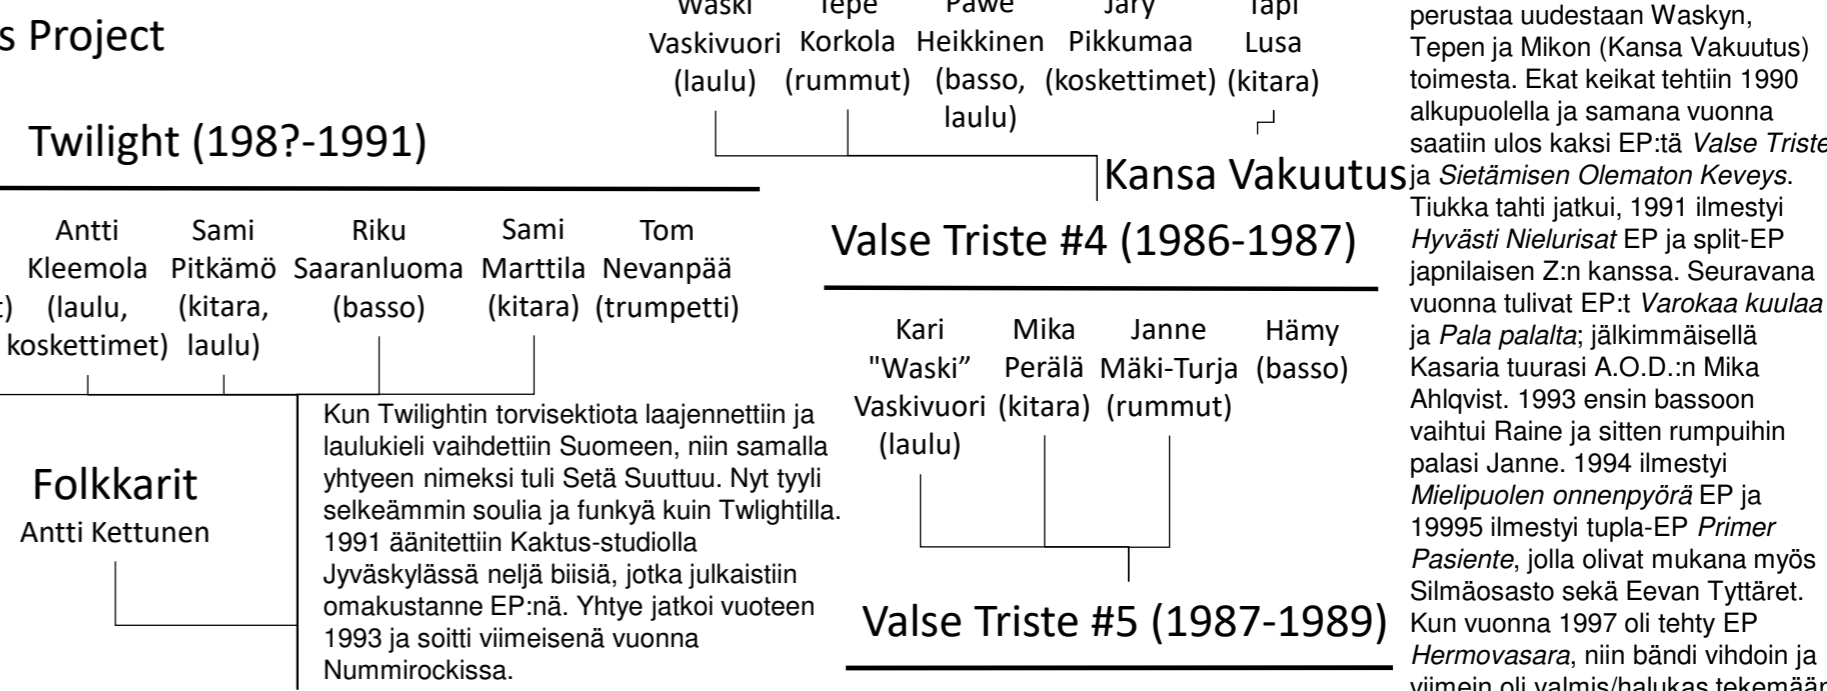 s Project
Waski
Vaskivuori
(laulu)
Tepe
Korkola
(rummut)
Pawe
Heikkinen
(basso,
laulu)
Jary
Pikkumaa
(koskettimet)
Tapi
Lusa
(kitara)
Twilight (198?-1991)
Antti
Kleemola
(laulu,
koskettimet)
Sami
Pitkämö
(kitara,
laulu)
Riku
Saaranluoma
(basso)
Sami
Marttila
(kitara)
Tom
Nevanpää
(trumpetti)
Kansa Vakuutus
Valse Triste #4 (1986-1987)
Kari
"Waski”
Vaskivuori
(laulu)
Mika
Perälä
(kitara)
Janne
Mäki-Turja
(rummut)
Hämy
(basso)
Folkkarit
Antti Kettunen
Kun Twilightin torvisektiota laajennettiin ja
laulukieli vaihdettiin Suomeen, niin samalla
yhtyeen nimeksi tuli Setä Suuttuu. Nyt tyyli
selkeämmin soulia ja funkyä kuin Twlightilla.
1991 äänitettiin Kaktus-studiolla
Jyväskylässä neljä biisiä, jotka julkaistiin
omakustanne EP:nä. Yhtye jatkoi vuoteen
1993 ja soitti viimeisenä vuonna
Nummirockissa.
Valse Triste #5 (1987-1989)
perustaa uudestaan Waskyn,
Tepen ja Mikon (Kansa Vakuutus)
toimesta. Ekat keikat tehtiin 1990
alkupuolella ja samana vuonna
saatiin ulos kaksi EP:tä Valse Triste
ja Sietämisen Olematon Keveys.
Tiukka tahti jatkui, 1991 ilmestyi
Hyvästi Nielurisat EP ja split-EP
japnilaisen Z:n kanssa. Seuravana
vuonna tulivat EP:t Varokaa kuulaa
ja Pala palalta; jälkimmäisellä
Kasaria tuurasi A.O.D.:n Mika
Ahlqvist. 1993 ensin bassoon
vaihtui Raine ja sitten rumpuihin
palasi Janne. 1994 ilmestyi
Mielipuolen onnenpyörä EP ja
19995 ilmestyi tupla-EP Primer
Pasiente, jolla olivat mukana myös
Silmäosasto sekä Eevan Tyttäret.
Kun vuonna 1997 oli tehty EP
Hermovasara, niin bändi vihdoin ja
viimein oli valmis/halukas tekemään